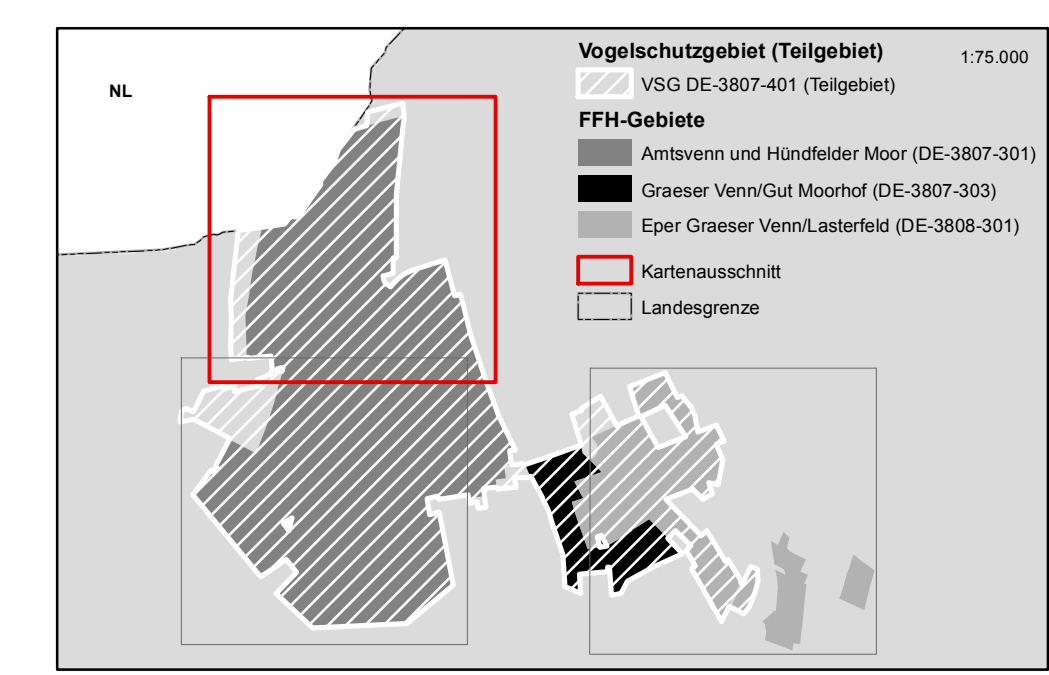 NL
Vogelschutzgebiet (Teilgebiet) 1:75.000
VSG DE-3807-401 (Teilgebiet)
FFH-Gebiete
Amtsvenn und Hündfelder Moor (DE-3807-301)
Graeser Venn/Gut Moorhof (DE-3807-303)
Eper Graeser Venn/Lasterfeld (DE-3808-301)
Kartenausschnitt
Landesgrenze